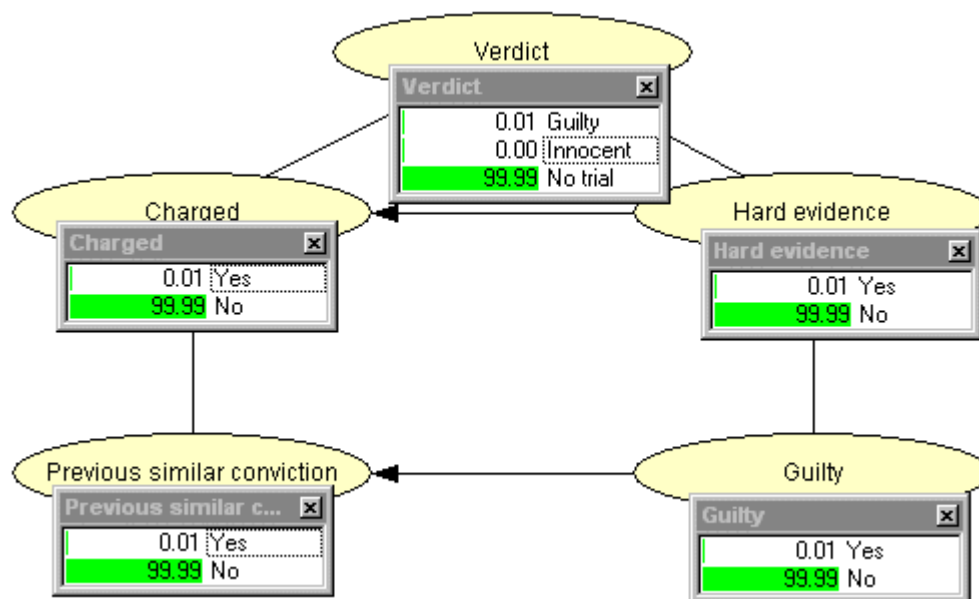 Verdict
Verdict
0.01 Guilty
0.00 Innocent
99.99 No trial
Charged
Hard evidence
Charged
0.01 Yes
99.99 No
Hard evidence
0.01 Yes
99.99 No
Previous similar conviction
Guilty
Previous similar c...
0.01 Yes
99.99 No
Guilty
0.01 Yes
99.99 No